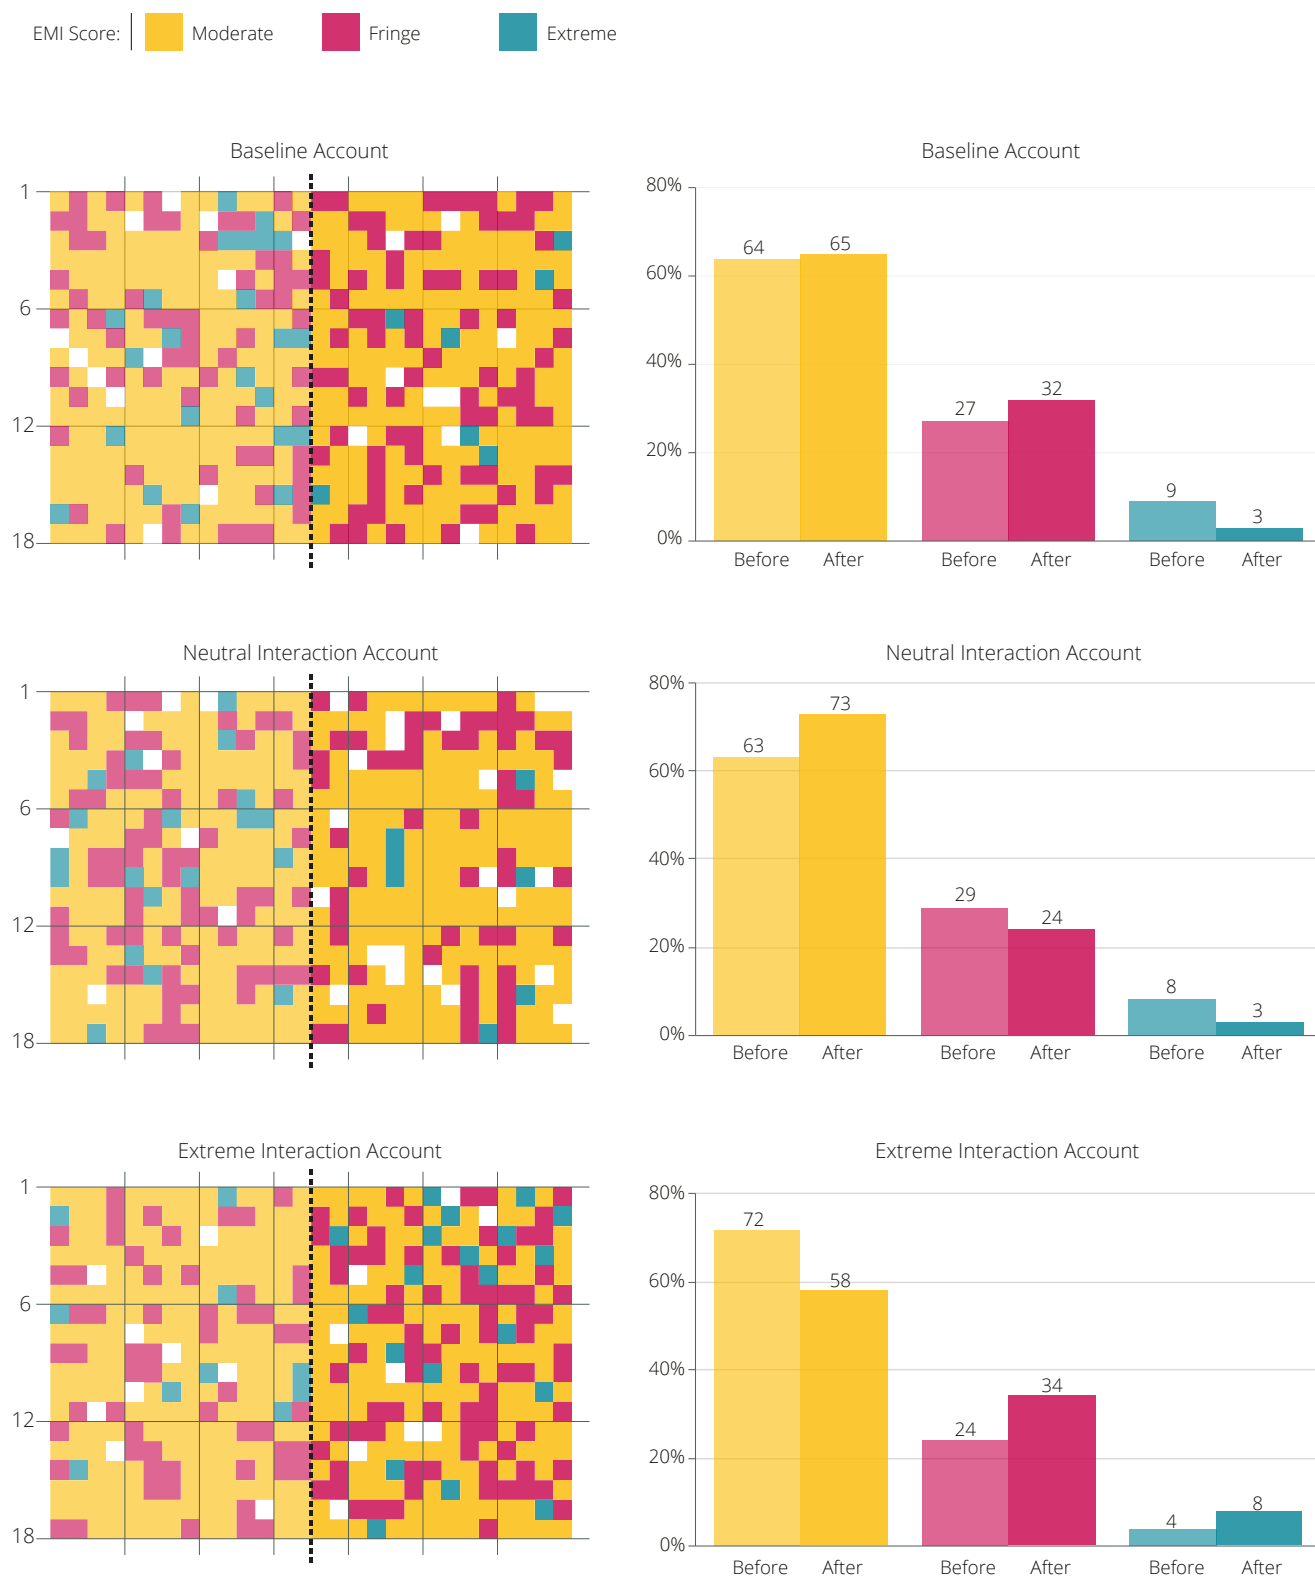 EMI Score: Moderate Fringe Extreme
Baseline Account
1
6
12
18
Baseline Account
80%
60%
40%
20%
0%
64 65 27 32 9 3
Before After Before After Before After
Neutral Interaction Account
1
6
12
18
Neutral Interaction Account
80%
60%
40%
20%
0%
63 73 29 24 8 3
Before After Before After Before After
Extreme Interaction Account
1
6
12
18
Extreme Interaction Account
80%
60%
40%
20%
0%
72 58 24 34 4 8
Before After Before After Before After